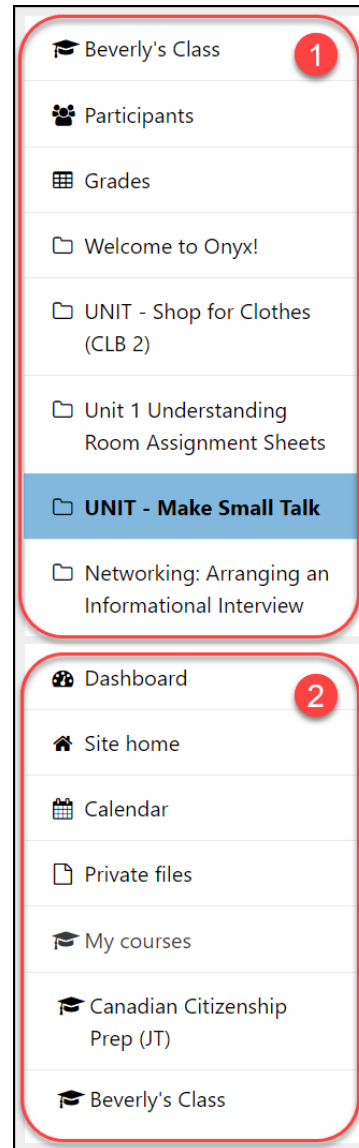 Beverly's Class
1
Participants
Grades
Welcome to Onyx!
UNIT - Shop for Clothes
(CLB 2)
Unit 1 Understanding
Room Assignment Sheets
UNIT - Make Small Talk
Networking: Arranging an
Informational Interview
Dashboard
2
Site home
Calendar
Private files
My courses
Canadian Citizenship
Prep (JT)
Beverly's Class